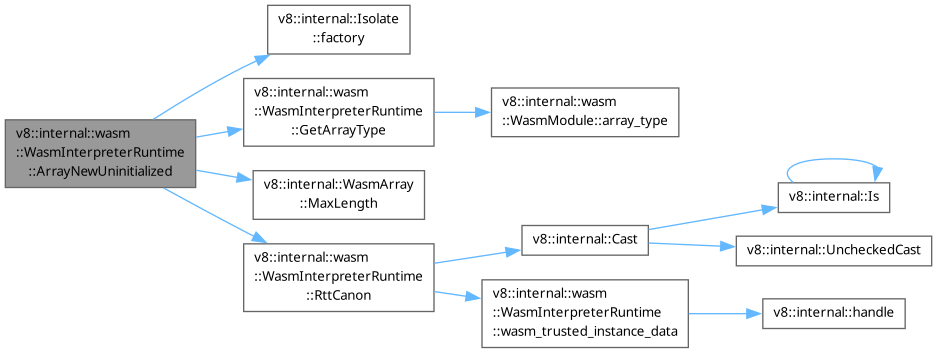 v8::internal::Isolate
::factory
v8::internal::wasm
::WasmInterpreterRuntime
::GetArrayType
v8::internal::wasm
::WasmModule::array_type
v8::internal::wasm
::WasmInterpreterRuntime
::ArrayNewUninitialized
v8::internal::WasmArray
::MaxLength
v8::internal::Is
v8::internal::Cast
v8::internal::UncheckedCast
v8::internal::wasm
::WasmInterpreterRuntime
::RttCanon
v8::internal::wasm
::WasmInterpreterRuntime
::wasm_trusted_instance_data
v8::internal::handle